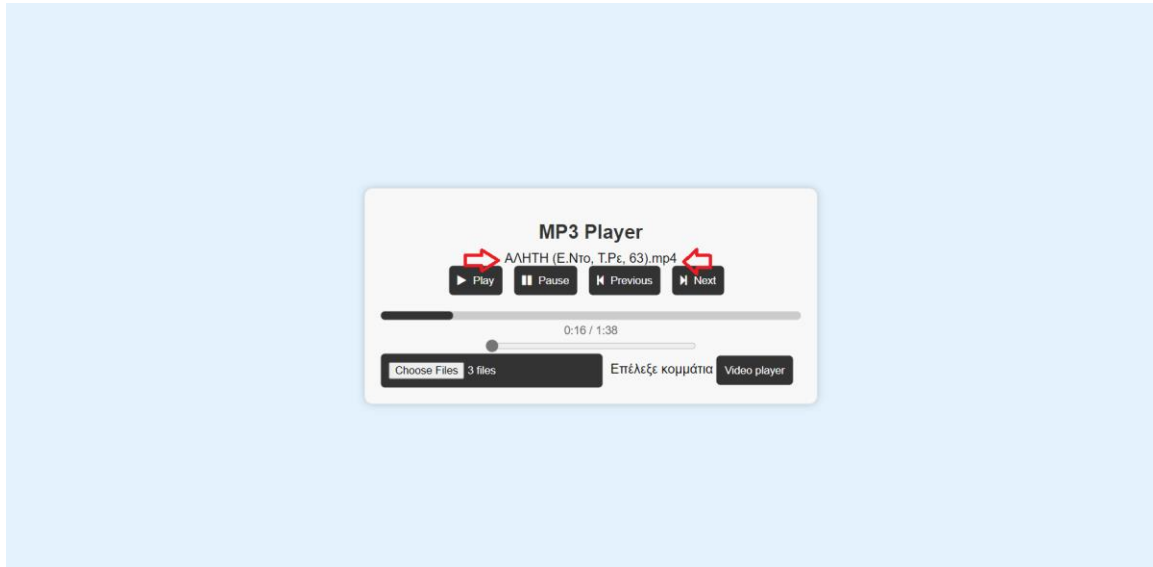 MP3 Player
ΑΛΗΤΗ (Ε.Ντο, Τ.Ρε, 63).mp4
Play Pause Previous Next
0:16 / 1:38
Choose Files 3 files Επέλεξε κομμάτια Video player